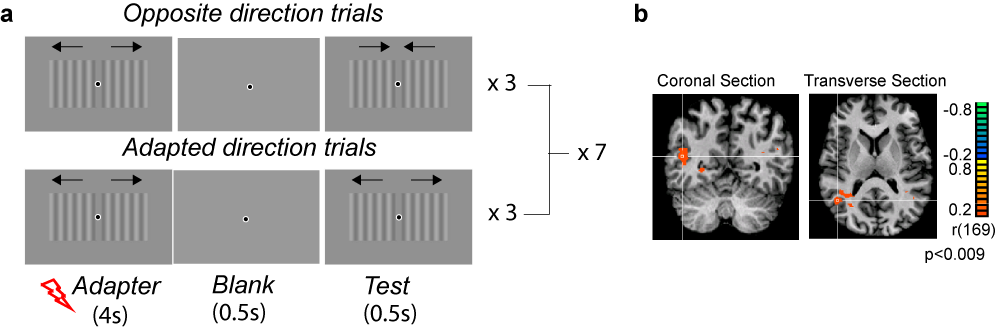 a
Opposite direction trials
x 3
Adapted direction trials
x 7
x 3
Adapter
(4s)
Blank
(0.5s)
Test
(0.5s)
b
Coronal Section
Transverse Section
-0.8
-0.2
0.8
0.2
r(169)
p<0.009